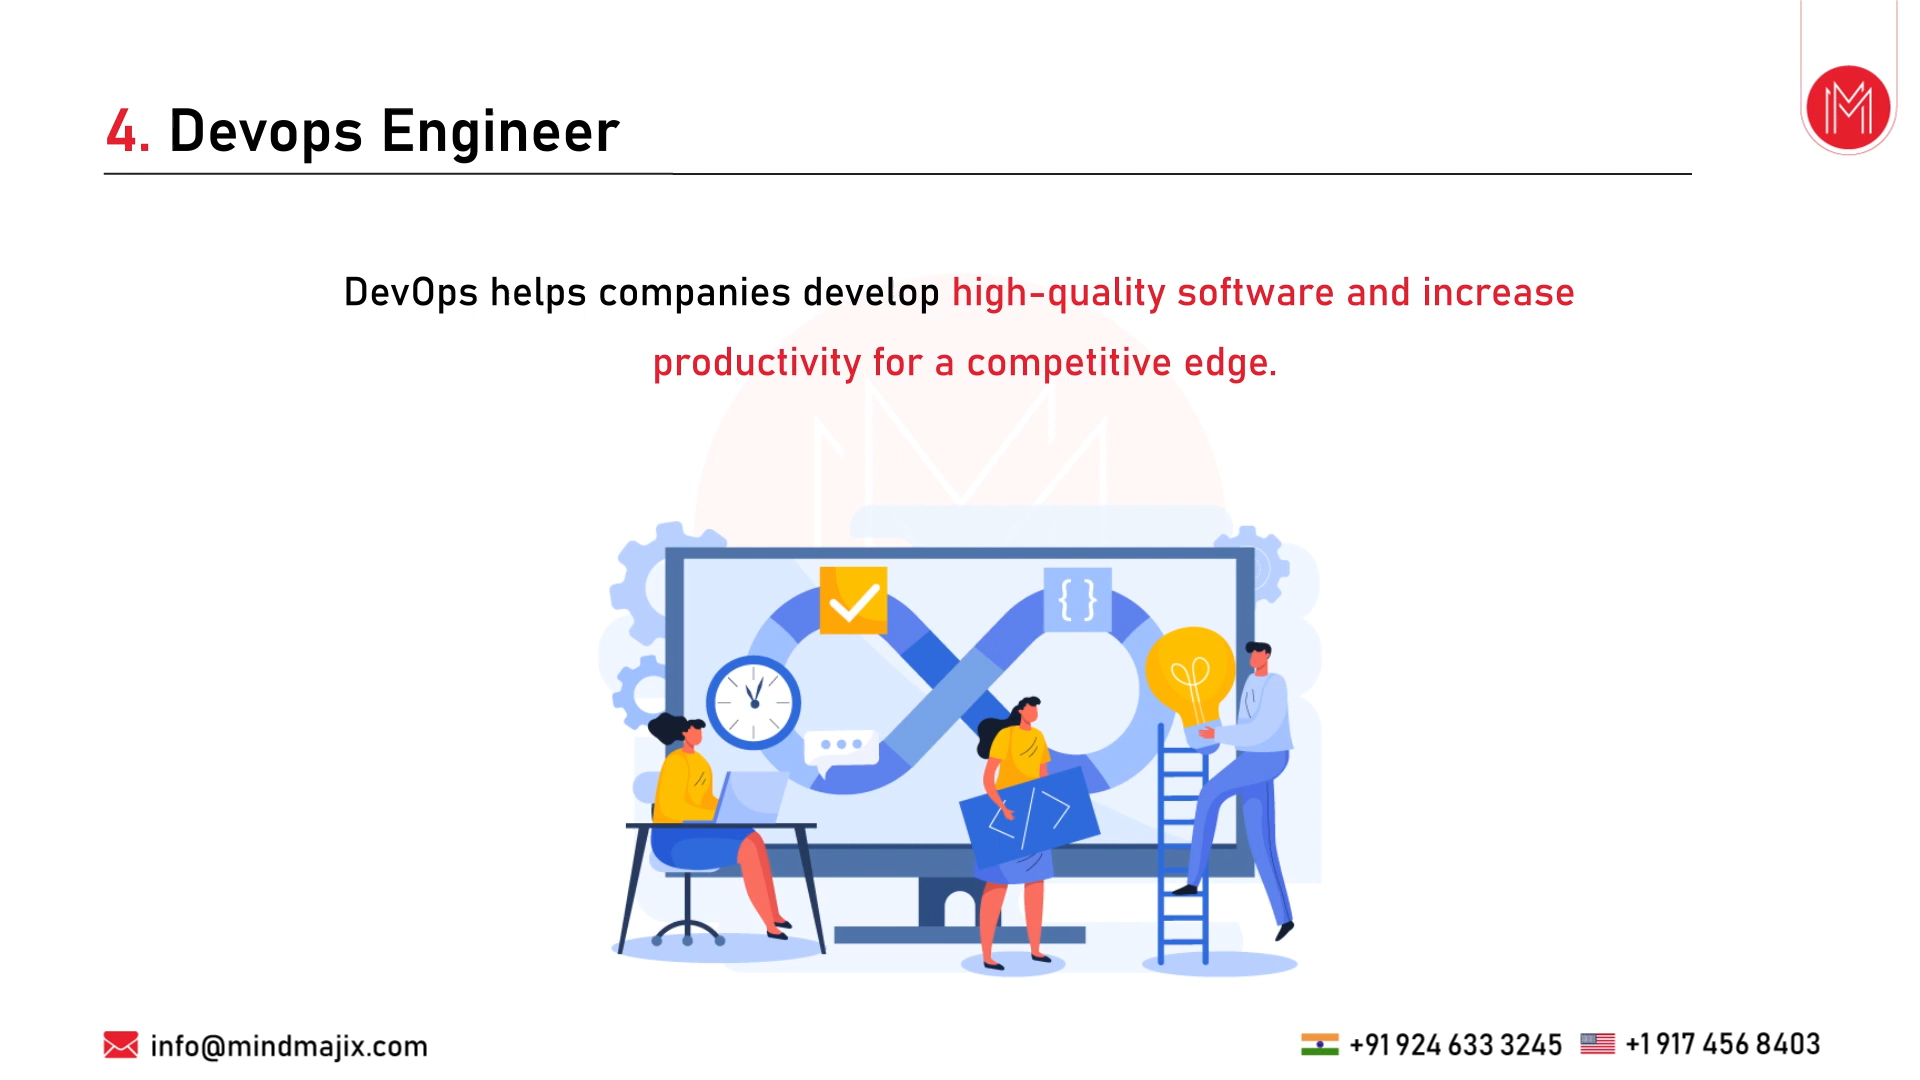 4. Devops Engineer
DevOps helps companies develop high-quality software and increase
productivity for a competitive edge.
info@mindmajix.com
+91 924 633 3245
+1 917 456 8403